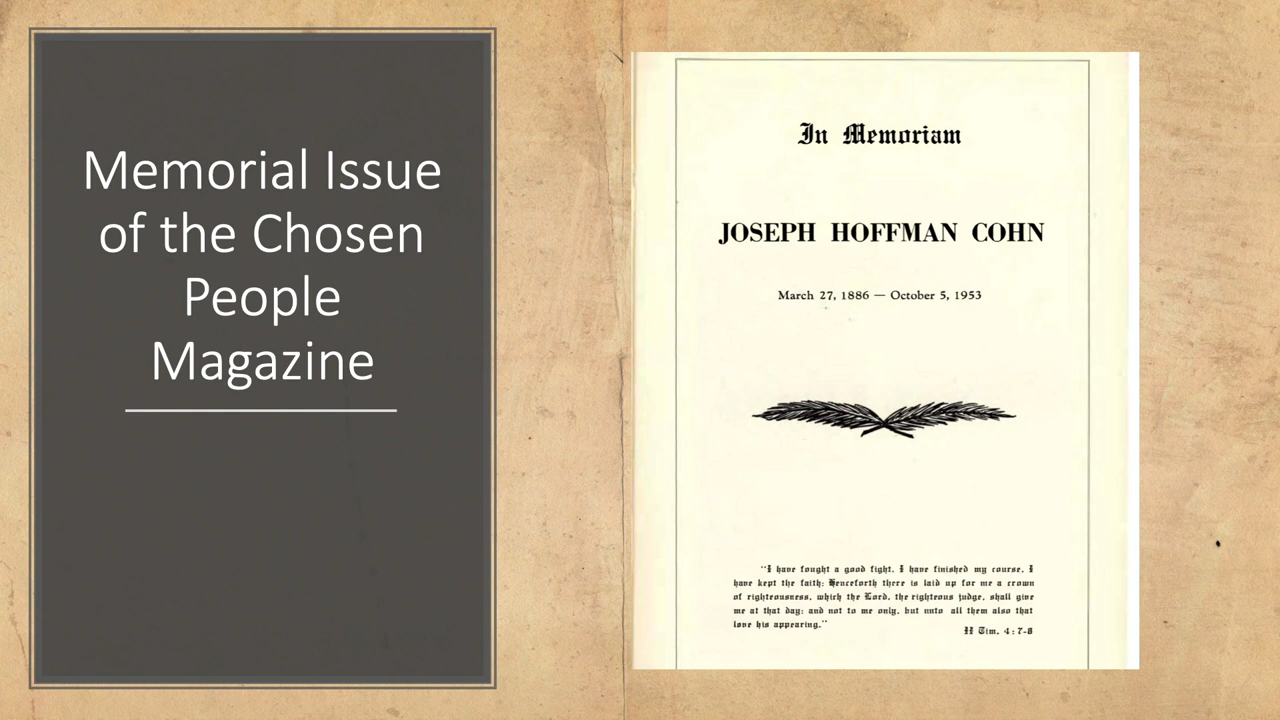 Memorial Issue
of the Chosen
People
Magazine
In Memoriam
JOSEPH HOFFMAN COHN
March 27, 1886 — October 5, 1953
"I have fought a good fight, I have finished my course, I
have kept the faith: Henceforth there is laid up for me a crown
of righteousness, which the Lord, the righteous judge, shall give
me at that day: and not to me only, but unto all them also that
love his appearing."
II Tim. 4:7-8